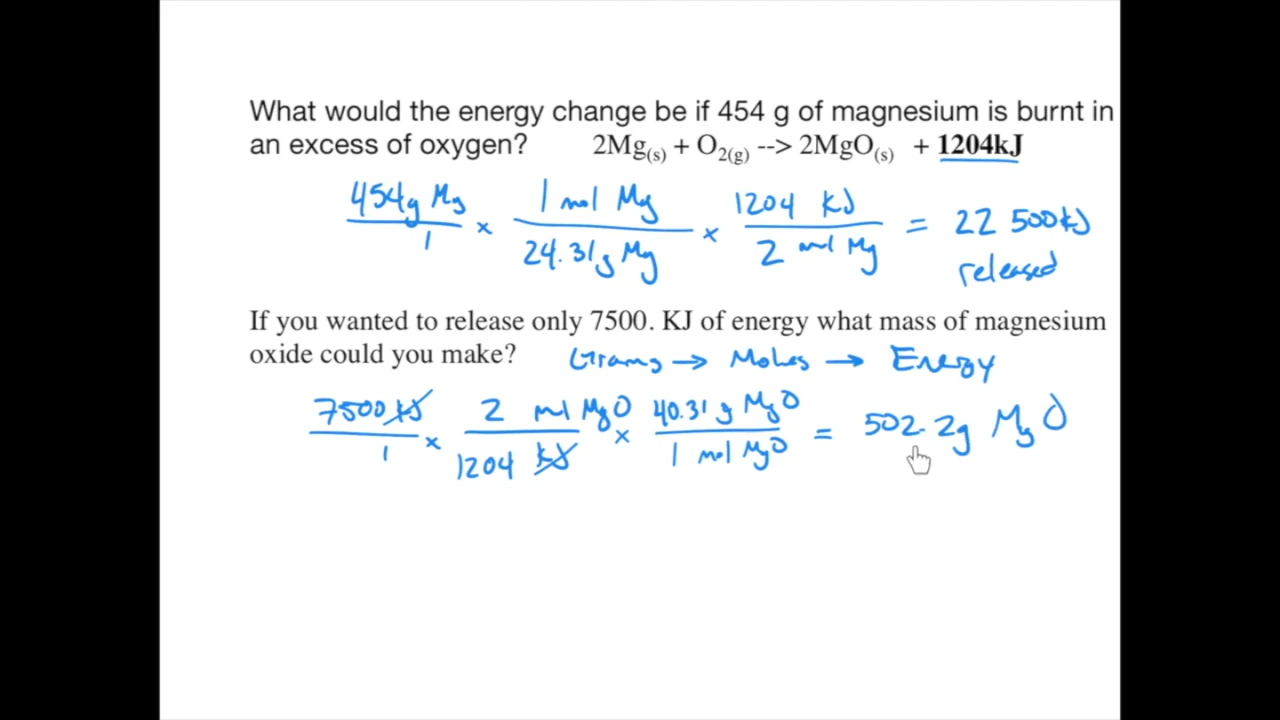 What would the energy change be if 454 g of magnesium is burnt in
an excess of oxygen? 2Mg(s) + O2(g) --> 2MgO(s) + 1204kJ
454g Mg / 1 × 1 mol Mg / 24.31g Mg × 1204 kJ / 2 mol Mg = 22 500kJ
released
If you wanted to release only 7500. KJ of energy what mass of magnesium
oxide could you make? Grams → Moles → Energy
7500 kJ / 1 × 2 mol MgO / 1204 kJ × 40.31 g MgO / 1 mol MgO = 502.2g MgO